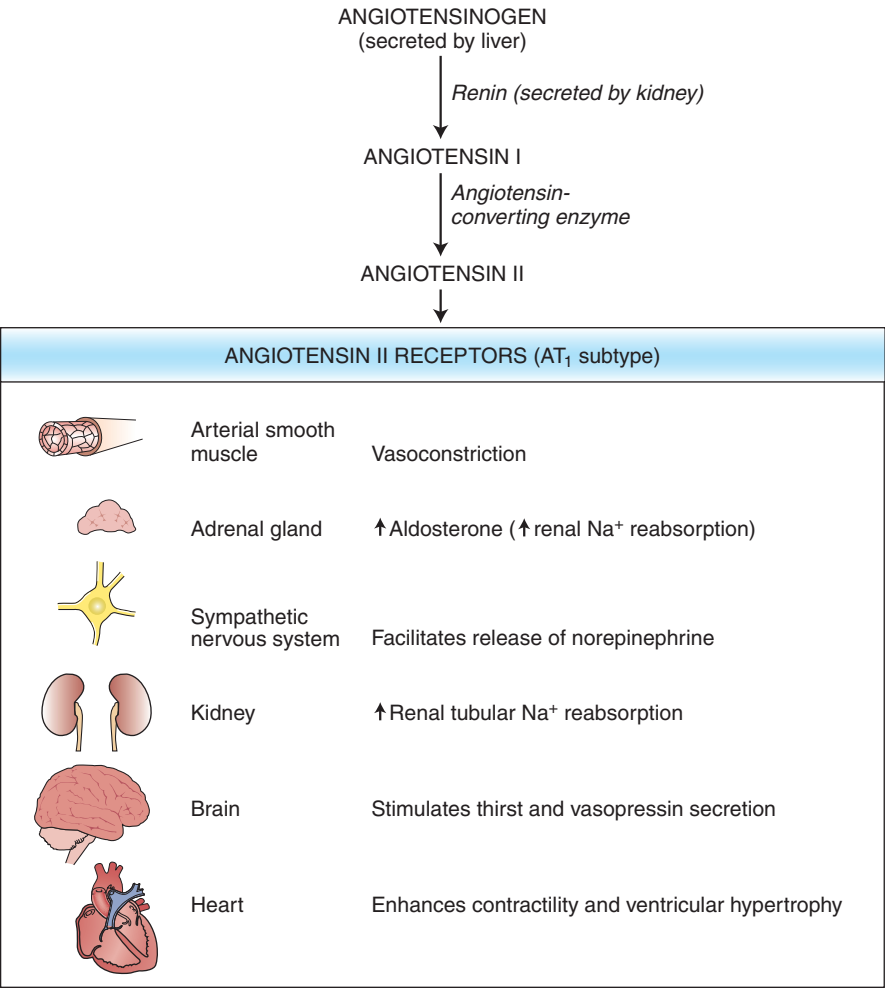 ANGIOTENSINOGEN
(secreted by liver)
Renin (secreted by kidney)
ANGIOTENSIN I
Angiotensin-
converting enzyme
ANGIOTENSIN II
ANGIOTENSIN II RECEPTORS (AT₁ subtype)
Arterial smooth
muscle Vasoconstriction
Adrenal gland ↑Aldosterone (↑renal Na⁺ reabsorption)
Sympathetic
nervous system Facilitates release of norepinephrine
Kidney ↑Renal tubular Na⁺ reabsorption
Brain Stimulates thirst and vasopressin secretion
Heart Enhances contractility and ventricular hypertrophy